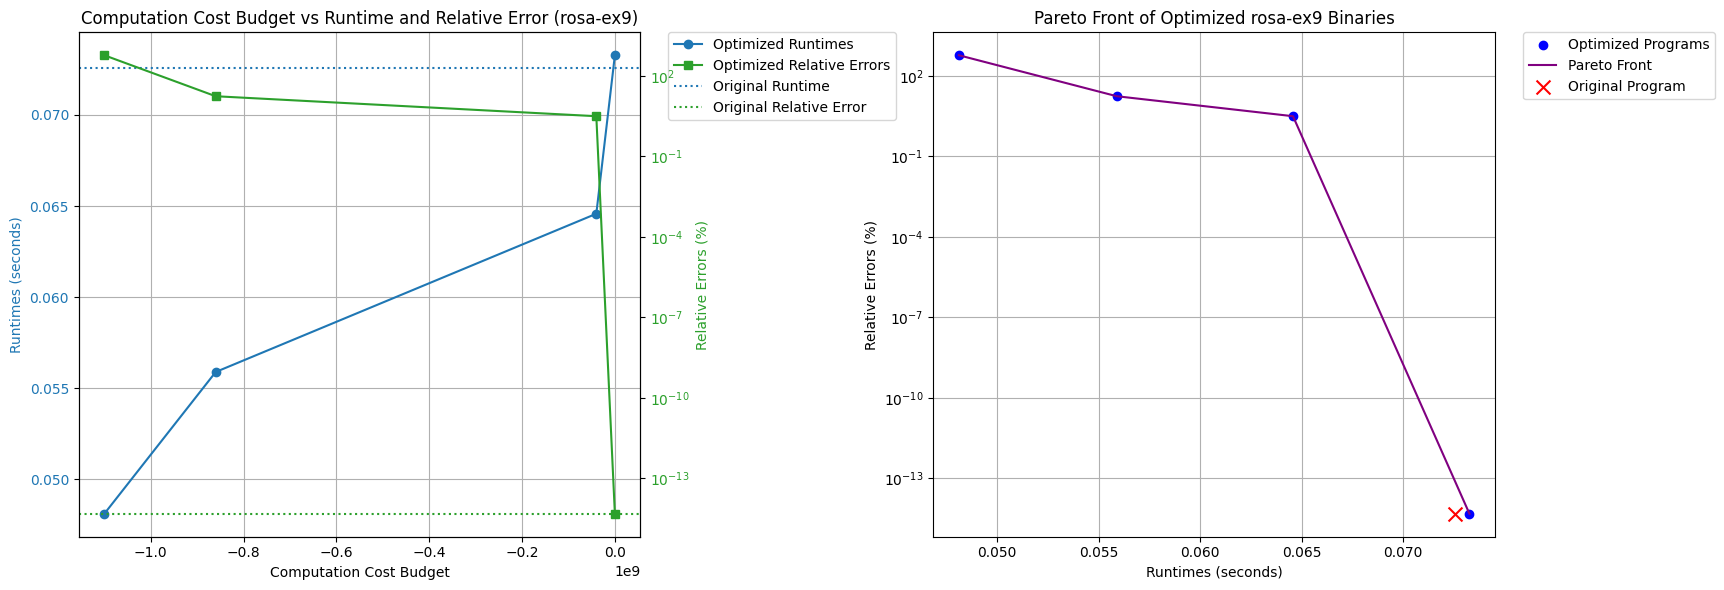 Computation Cost Budget vs Runtime and Relative Error (rosa-ex9)
Runtimes (seconds)
0.070
0.065
0.060
0.055
0.050
−1.0
−0.8
−0.6
−0.4
−0.2
0.0
1e9
Computation Cost Budget
10^2
10^−1
10^−4
10^−7
10^−10
10^−13
Relative Errors (%)
Optimized Runtimes
Optimized Relative Errors
Original Runtime
Original Relative Error
Pareto Front of Optimized rosa-ex9 Binaries
Relative Errors (%)
10^2
10^−1
10^−4
10^−7
10^−10
10^−13
0.050
0.055
0.060
0.065
0.070
Runtimes (seconds)
Optimized Programs
Pareto Front
Original Program